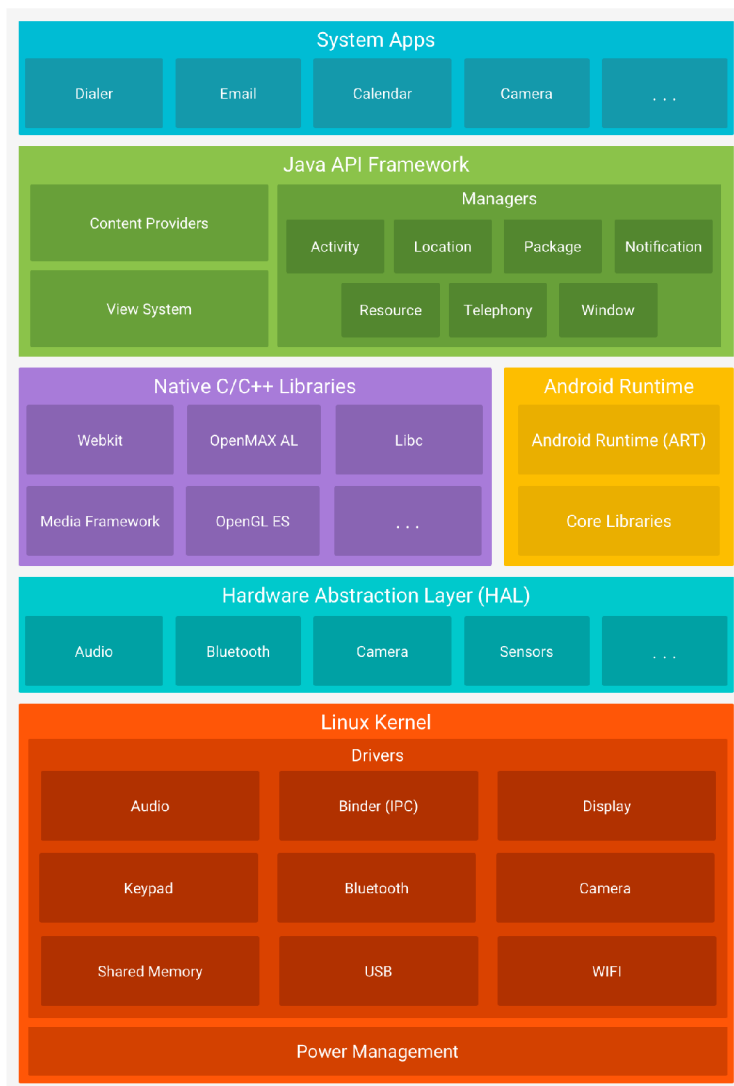 System Apps
Dialer
Email
Calendar
Camera
. . .
Java API Framework
Content Providers
View System
Managers
Activity
Location
Package
Notification
Resource
Telephony
Window
Native C/C++ Libraries
Webkit
OpenMAX AL
Libc
Media Framework
OpenGL ES
. . .
Android Runtime
Android Runtime (ART)
Core Libraries
Hardware Abstraction Layer (HAL)
Audio
Bluetooth
Camera
Sensors
. . .
Linux Kernel
Drivers
Audio
Binder (IPC)
Display
Keypad
Bluetooth
Camera
Shared Memory
USB
WIFI
Power Management